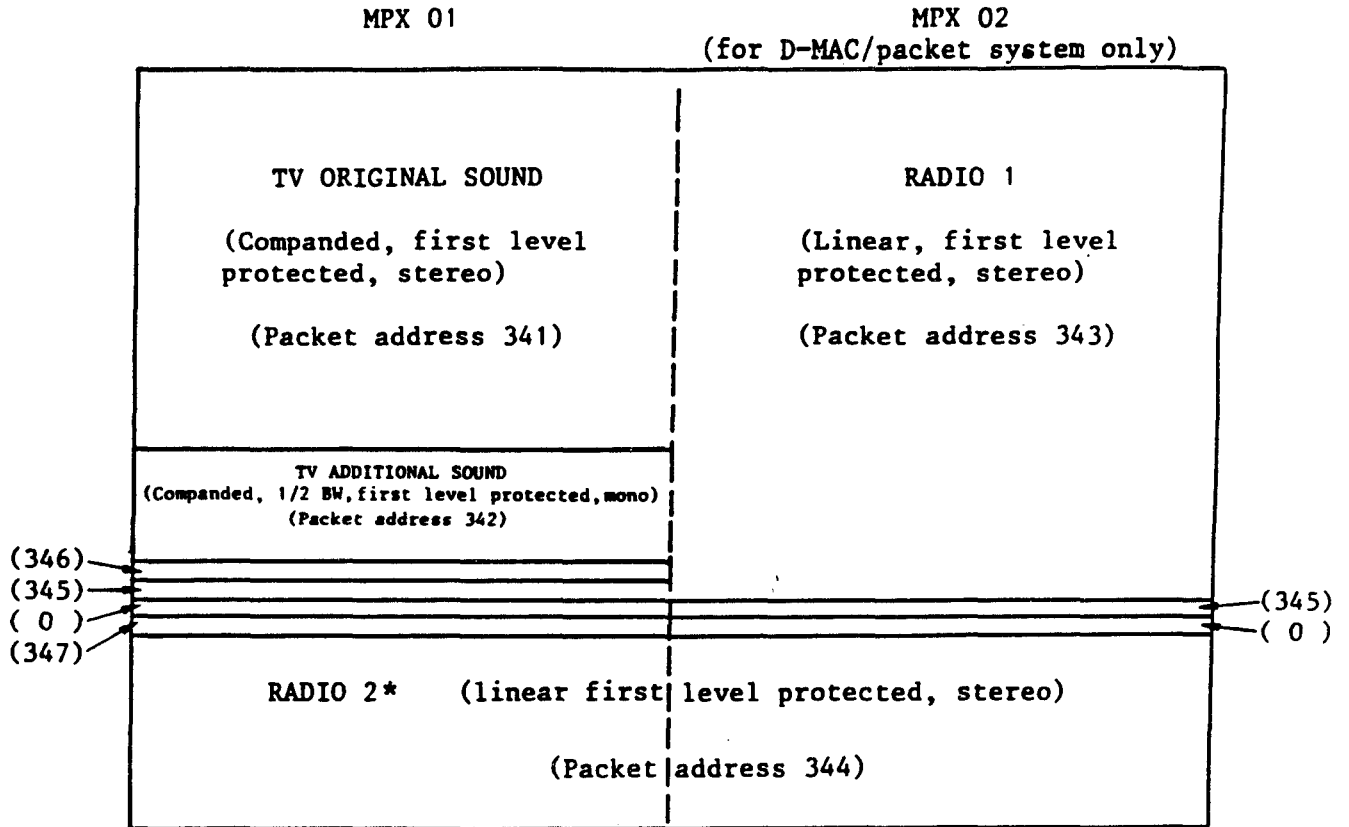 MPX 01
MPX 02
(for D-MAC/packet system only)
TV ORIGINAL SOUND
(Companded, first level
protected, stereo)
(Packet address 341)
RADIO 1
(Linear, first level
protected, stereo)
(Packet address 343)
TV ADDITIONAL SOUND
(Companded, 1/2 BW, first level protected, mono)
(Packet address 342)
(346)
(345)
( 0 )
(347)
(345)
( 0 )
RADIO 2* (linear first level protected, stereo)
(Packet address 344)